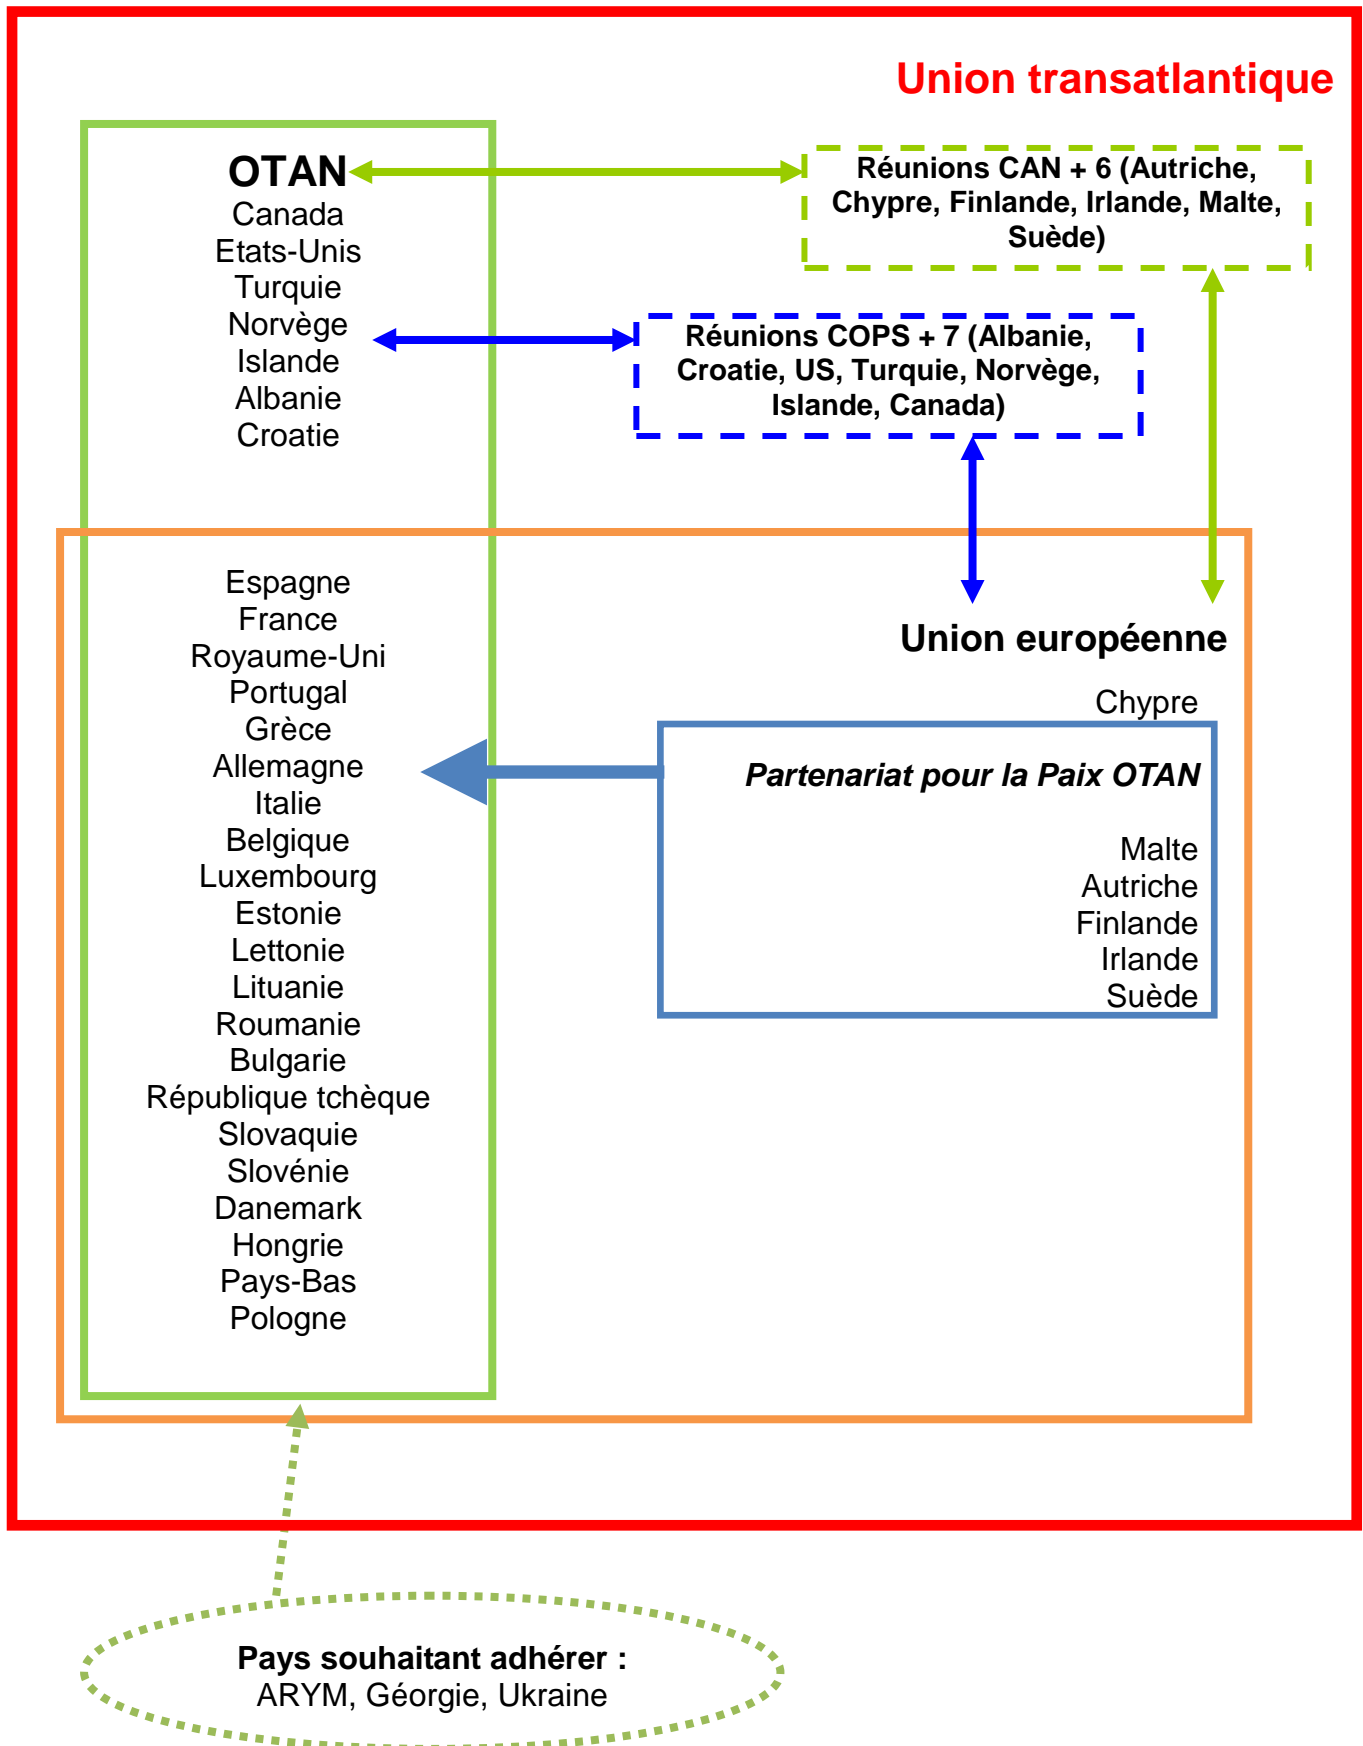 Union transatlantique
OTAN
Canada
Etats-Unis
Turquie
Norvège
Islande
Albanie
Croatie
Réunions CAN + 6 (Autriche,
Chypre, Finlande, Irlande, Malte,
Suède)
Réunions COPS + 7 (Albanie,
Croatie, US, Turquie, Norvège,
Islande, Canada)
Espagne
France
Royaume-Uni
Portugal
Grèce
Allemagne
Italie
Belgique
Luxembourg
Estonie
Lettonie
Lituanie
Roumanie
Bulgarie
République tchèque
Slovaquie
Slovénie
Danemark
Hongrie
Pays-Bas
Pologne
Union européenne
Chypre
Partenariat pour la Paix OTAN
Malte
Autriche
Finlande
Irlande
Suède
Pays souhaitant adhérer :
ARYM, Géorgie, Ukraine